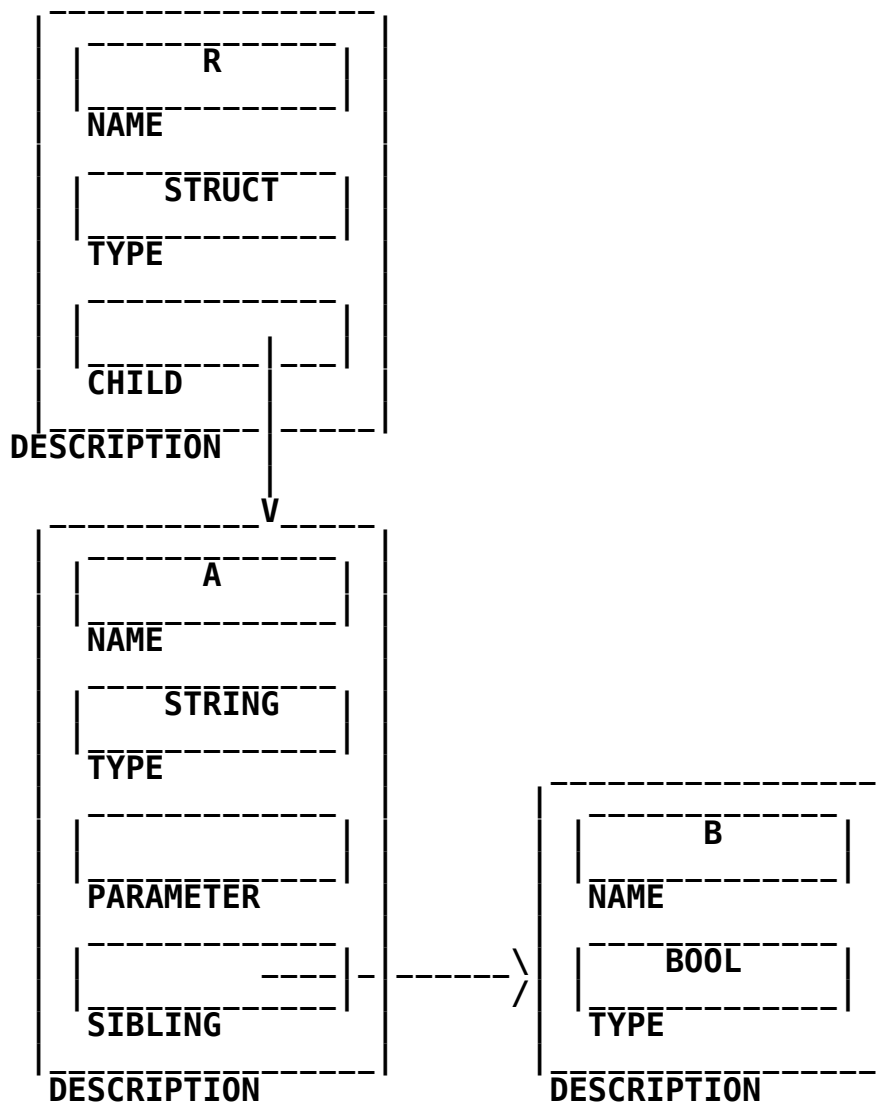 R
NAME
STRUCT
TYPE
CHILD
DESCRIPTION
V
A
NAME
STRING
TYPE
PARAMETER
SIBLING
DESCRIPTION
B
NAME
BOOL
TYPE
DESCRIPTION